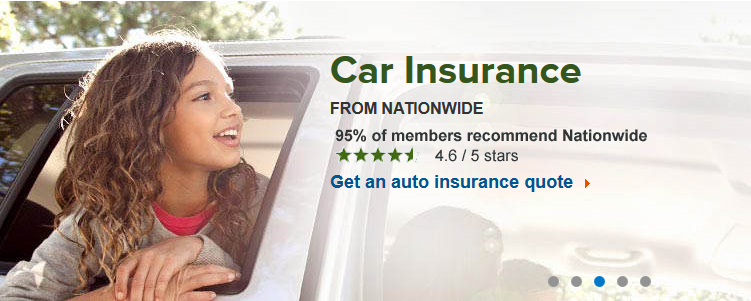 Car Insurance
FROM NATIONWIDE
95% of members recommend Nationwide
4.6 / 5 stars
Get an auto insurance quote